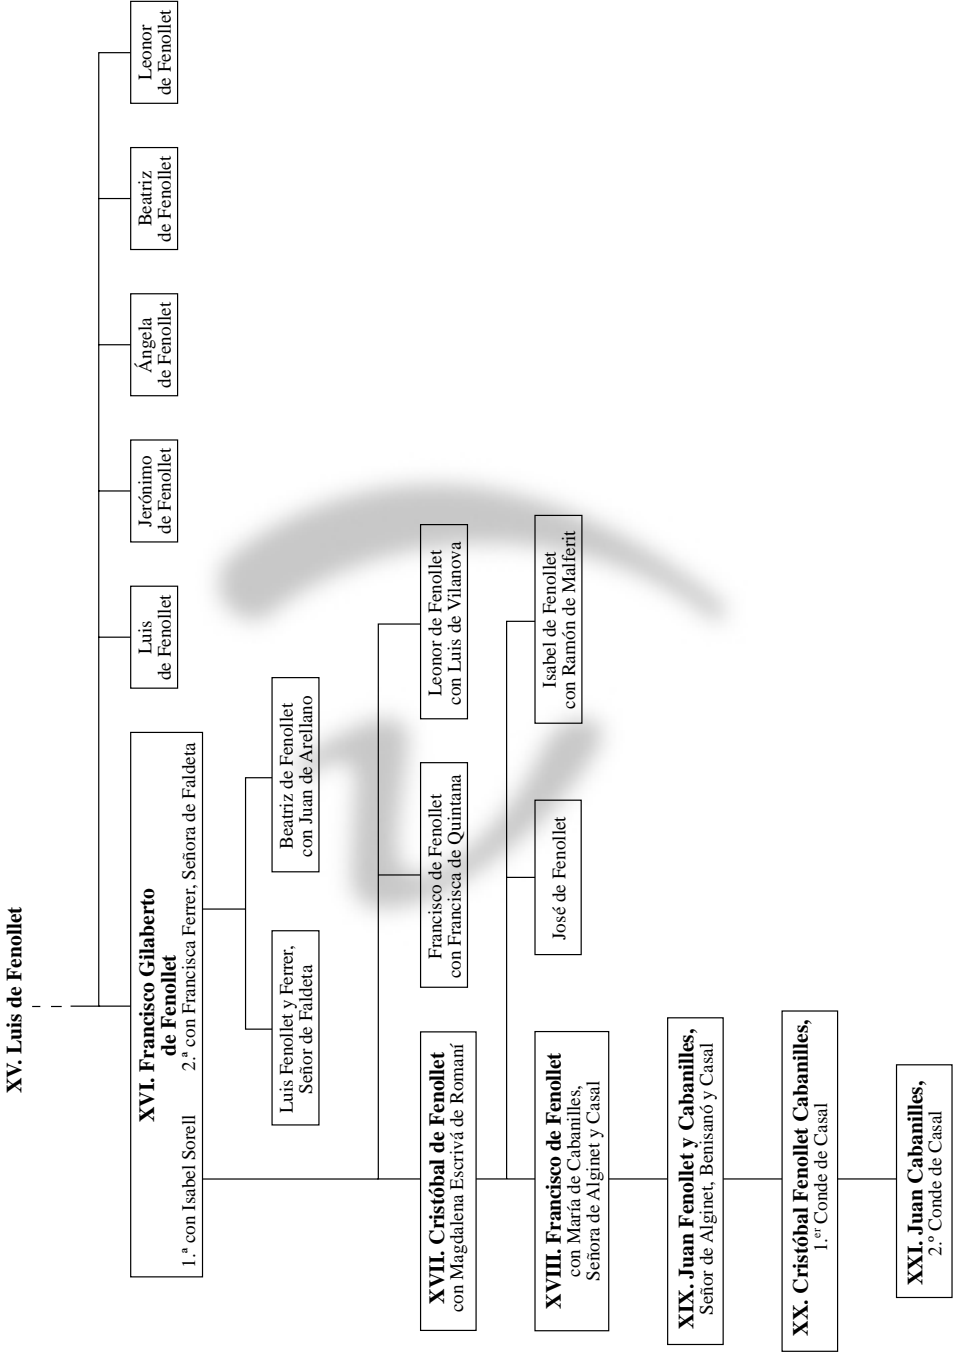 XV. Luis de Fenollet
XVI. Francisco Gilaberto
de Fenollet
1.ª con Isabel Sorell 2.ª con Francisca Ferrer, Señora de Faldeta
Luis
de Fenollet
Jerónimo
de Fenollet
Ángela
de Fenollet
Beatriz
de Fenollet
Leonor
de Fenollet
Luis Fenollet y Ferrer,
Señor de Faldeta
Beatriz de Fenollet
con Juan de Arellano
XVII. Cristóbal de Fenollet
con Magdalena Escrivá de Romaní
Francisco de Fenollet
con Francisca de Quintana
Leonor de Fenollet
con Luis de Vilanova
XVIII. Francisco de Fenollet
con María de Cabanilles,
Señora de Alginet y Casal
José de Fenollet
Isabel de Fenollet
con Ramón de Malferit
XIX. Juan Fenollet y Cabanilles,
Señor de Alginet, Benisanó y Casal
XX. Cristóbal Fenollet Cabanilles,
1.er Conde de Casal
XXI. Juan Cabanilles,
2.º Conde de Casal